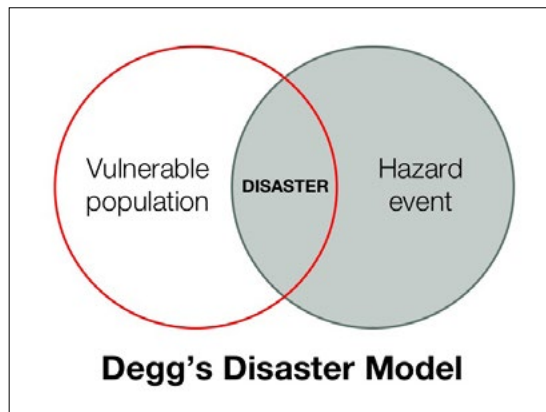 Vulnerable
population
DISASTER
Hazard
event
Degg's Disaster Model